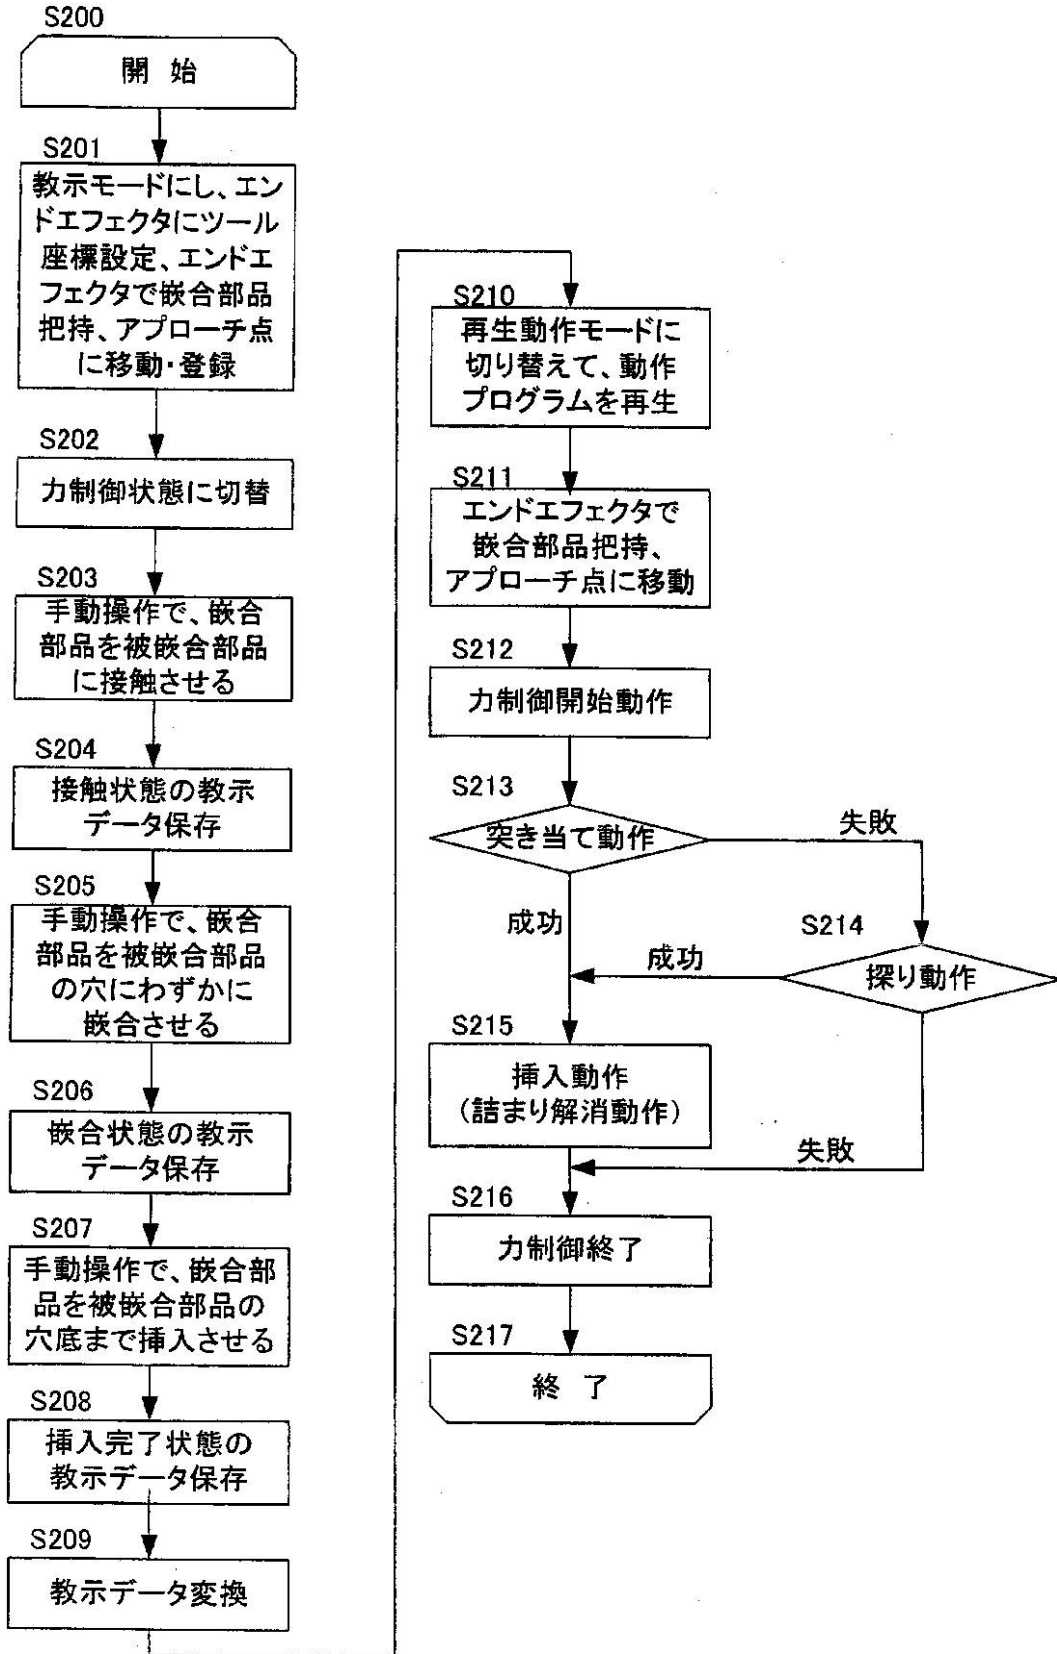 S200
開 始
S201
教示モードにし、エン
ドエフェクタにツール
座標設定、エンドエ
フェクタで嵌合部品
把持、アプローチ点
に移動・登録
S202
力制御状態に切替
S203
手動操作で、嵌合
部品を被嵌合部品
に接触させる
S204
接触状態の教示
データ保存
S205
手動操作で、嵌合
部品を被嵌合部品
の穴にわずかに
嵌合させる
S206
嵌合状態の教示
データ保存
S207
手動操作で、嵌合部
品を被嵌合部品の
穴底まで挿入させる
S208
挿入完了状態の
教示データ保存
S209
教示データ変換
S210
再生動作モードに
切り替えて、動作
プログラムを再生
S211
エンドエフェクタで
嵌合部品把持、
アプローチ点に移動
S212
力制御開始動作
S213
突き当て動作
失敗
成功
S214
探り動作
成功
S215
挿入動作
(詰まり解消動作)
失敗
S216
力制御終了
S217
終 了